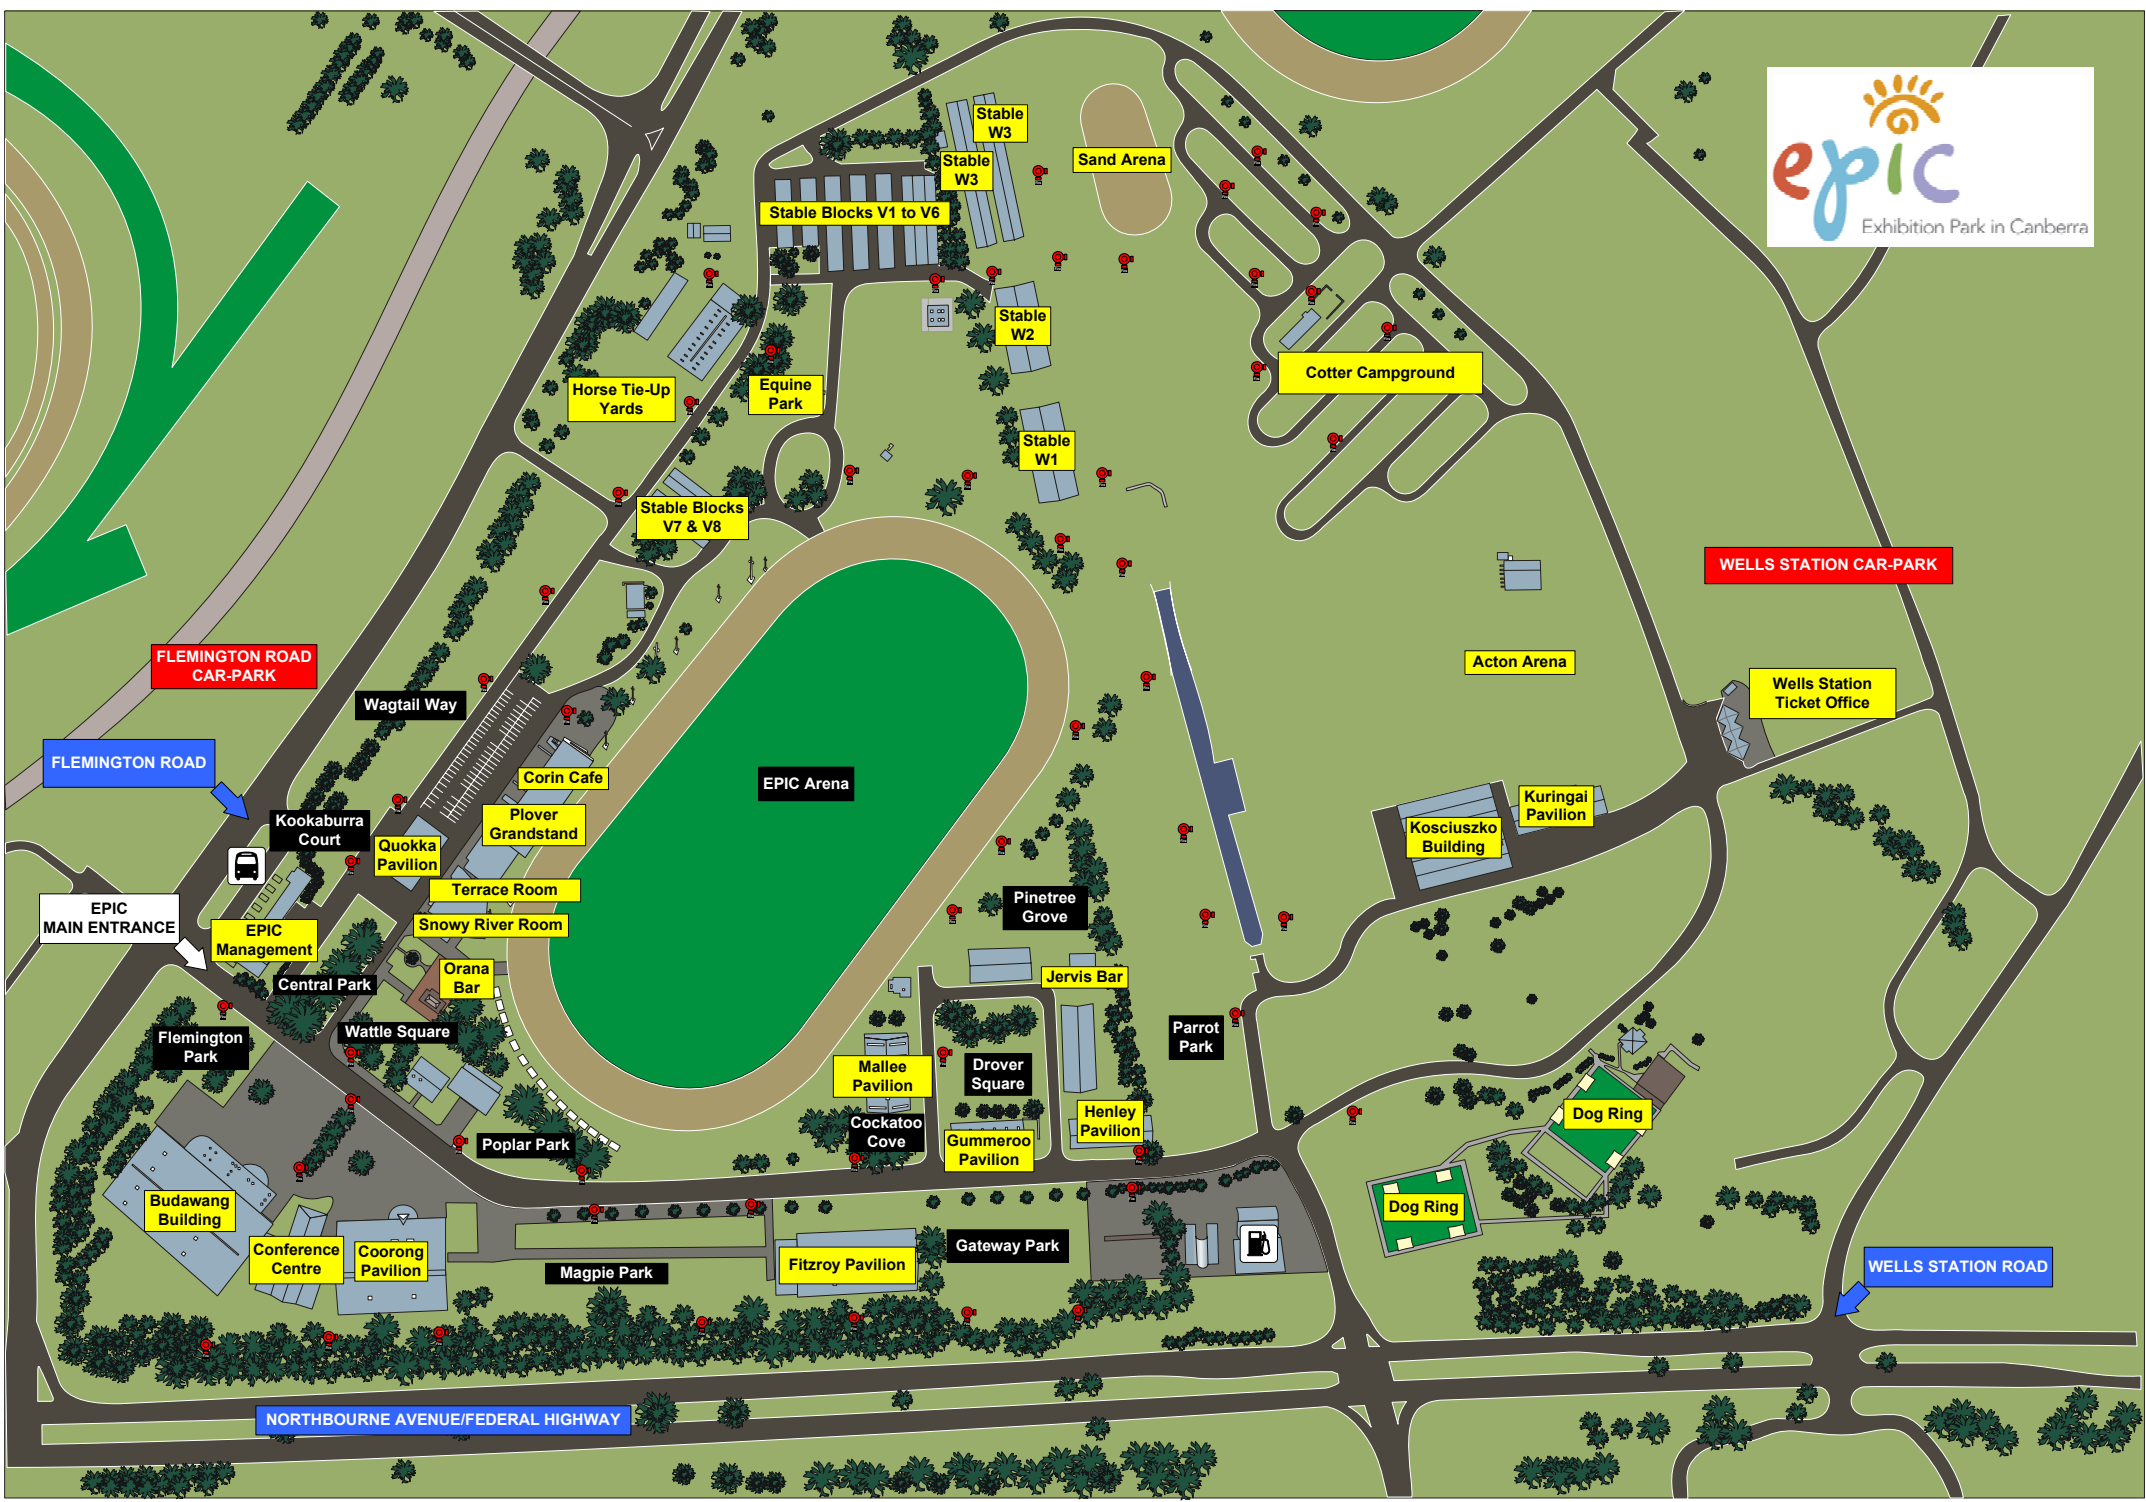 epic
Exhibition Park in Canberra
Stable
W3
Stable
W3
Sand Arena
Stable Blocks V1 to V6
Stable
W2
Cotter Campground
Horse Tie-Up
Yards
Equine
Park
Stable
W1
Stable Blocks
V7 & V8
WELLS STATION CAR-PARK
FLEMINGTON ROAD
CAR-PARK
Acton Arena
Wells Station
Ticket Office
Wagtail Way
FLEMINGTON ROAD
Corin Cafe
EPIC Arena
Kookaburra
Court
Plover
Grandstand
Quokka
Pavilion
Kuringai
Pavilion
Kosciuszko
Building
Terrace Room
EPIC
MAIN ENTRANCE
Snowy River Room
Pinetree
Grove
EPIC
Management
Orana
Bar
Jervis Bar
Central Park
Wattle Square
Flemington
Park
Parrot
Park
Mallee
Pavilion
Drover
Square
Henley
Pavilion
Dog Ring
Cockatoo
Cove
Poplar Park
Gummeroo
Pavilion
Budawang
Building
Dog Ring
Conference
Centre
Coorong
Pavilion
Gateway Park
Fitzroy Pavilion
Magpie Park
WELLS STATION ROAD
NORTHBOURNE AVENUE/FEDERAL HIGHWAY